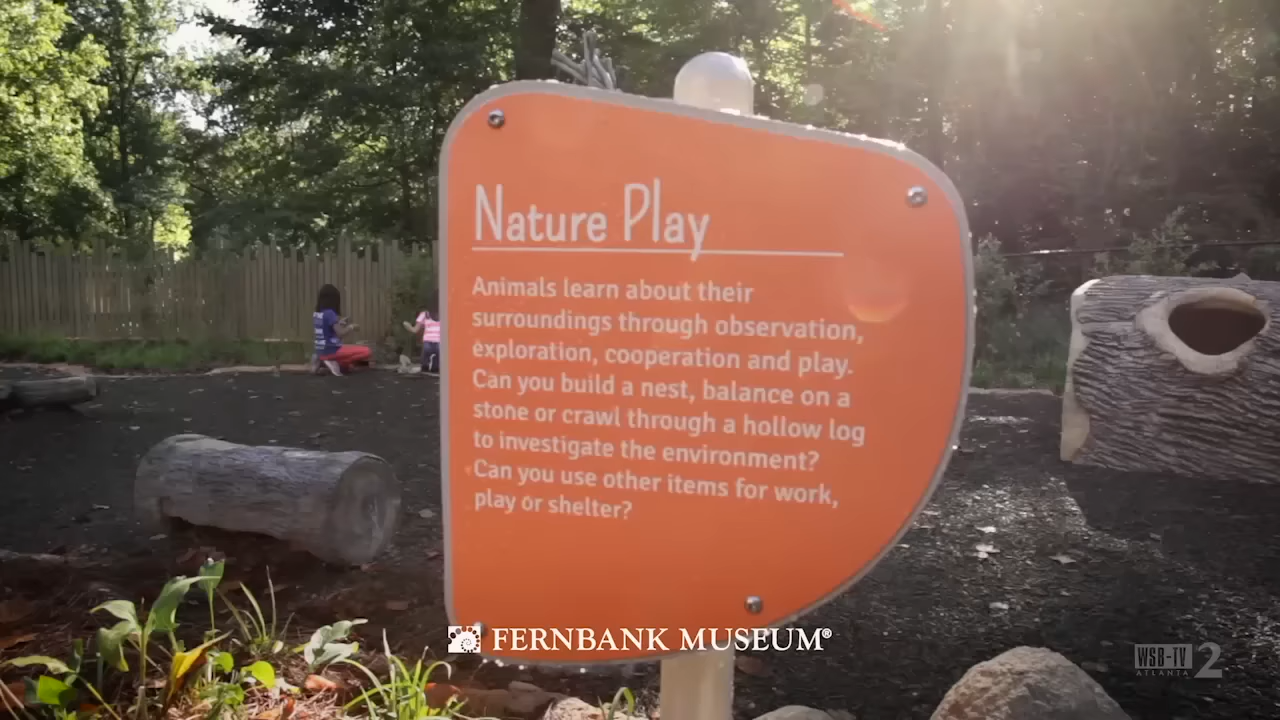 Nature Play
Animals learn about their
surroundings through observation,
exploration, cooperation and play.
Can you build a nest, balance on a
stone or crawl through a hollow log
to investigate the environment?
Can you use other items for work,
play or shelter?
FERNBANK MUSEUM®
WSB-TV 2
ATLANTA